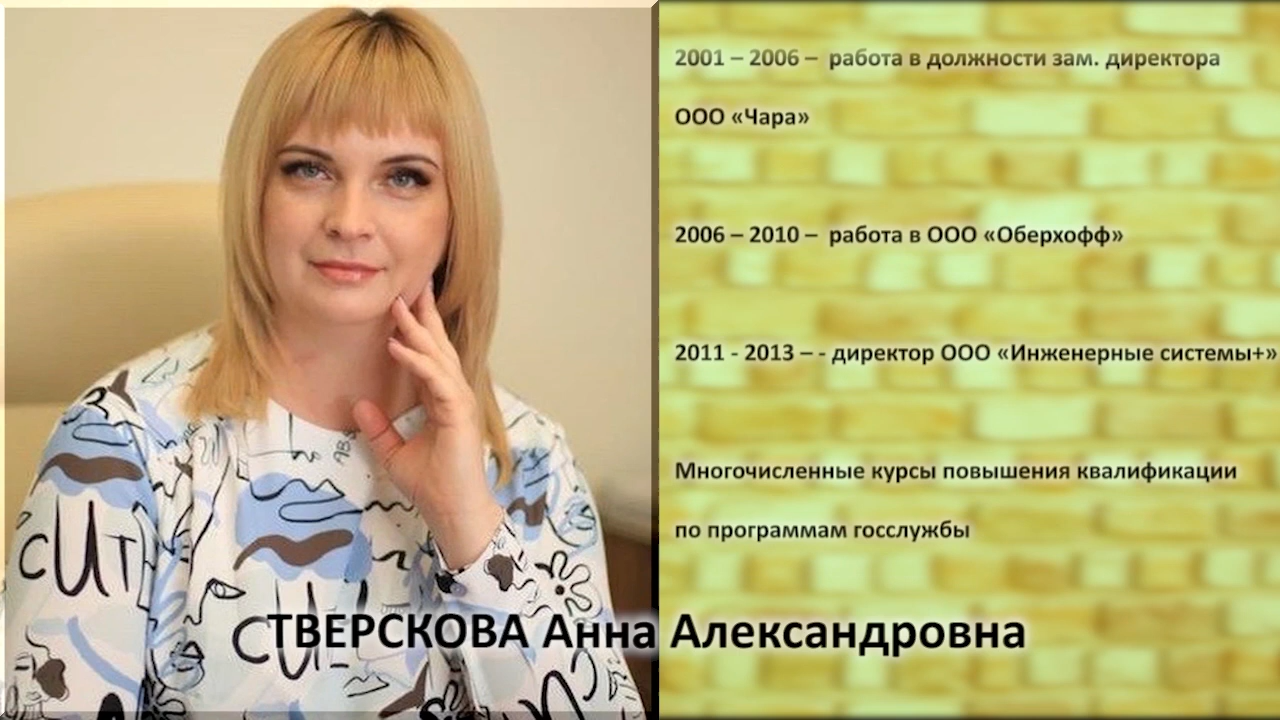 2001 – 2006 – работа в должности зам. директора
ООО «Чара»
2006 – 2010 – работа в ООО «Оберхофф»
2011 - 2013 – - директор ООО «Инженерные системы+»
Многочисленные курсы повышения квалификации
по программам госслужбы
ТВЕРСКОВА Анна Александровна